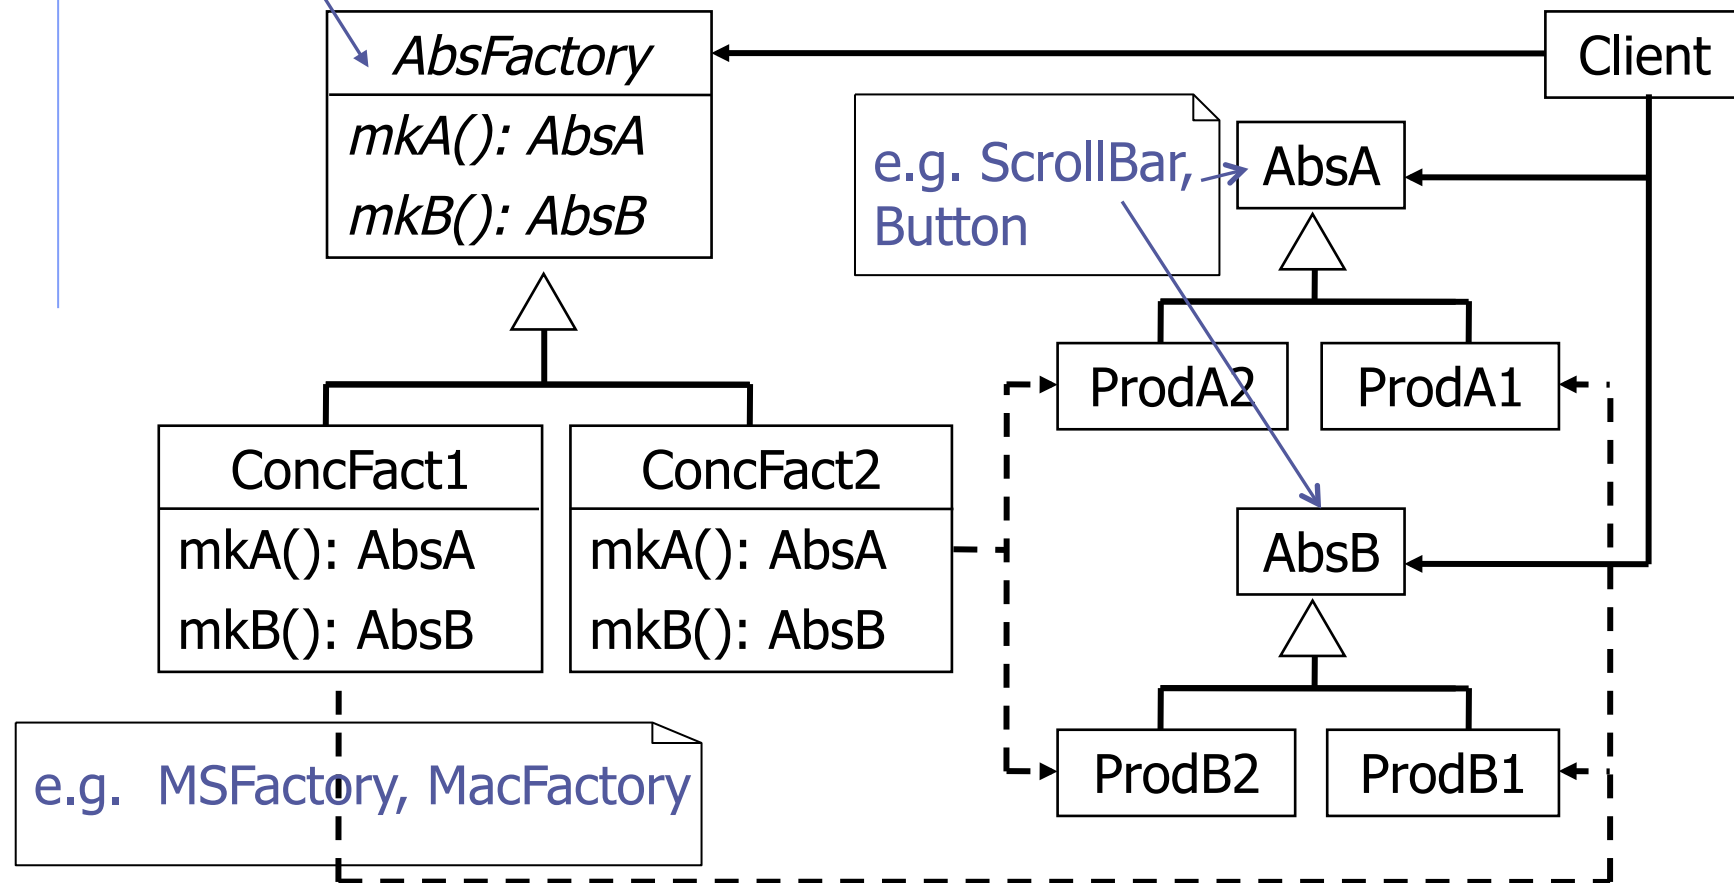 AbsFactory
mkA(): AbsA
mkB(): AbsB
Client
e.g. ScrollBar,
Button
AbsA
ProdA2
ProdA1
ConcFact1
mkA(): AbsA
mkB(): AbsB
ConcFact2
mkA(): AbsA
mkB(): AbsB
AbsB
ProdB2
ProdB1
e.g. MSFactory, MacFactory